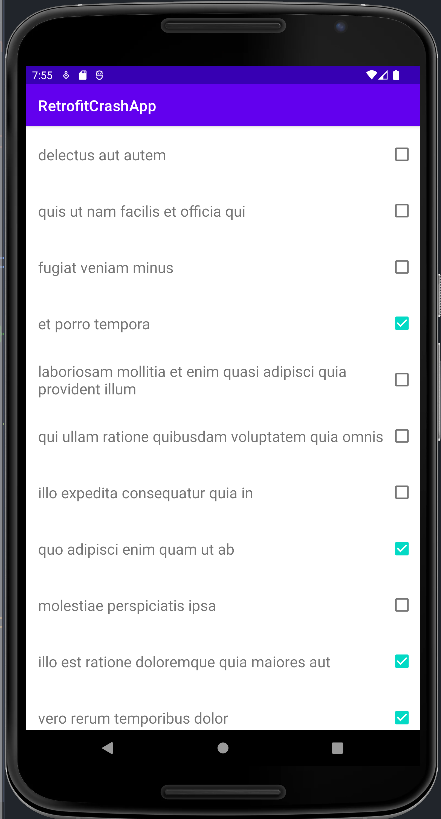 7:55
RetrofitCrashApp
delectus aut autem
quis ut nam facilis et officia qui
fugiat veniam minus
et porro tempora
laboriosam mollitia et enim quasi adipisci quia
provident illum
qui ullam ratione quibusdam voluptatem quia omnis
illo expedita consequatur quia in
quo adipisci enim quam ut ab
molestiae perspiciatis ipsa
illo est ratione doloremque quia maiores aut
vero rerum temporibus dolor